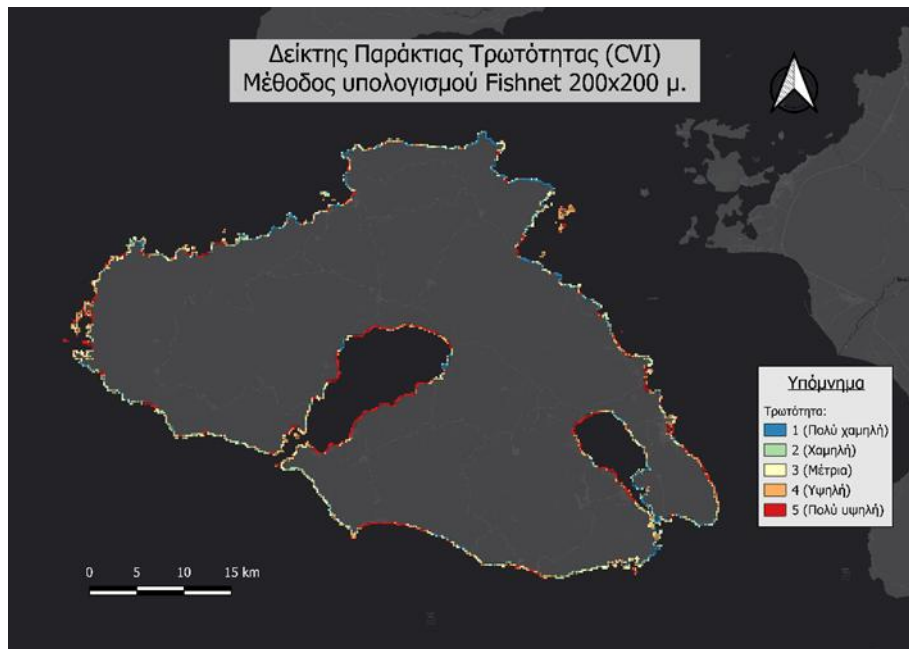 Δείκτης Παράκτιας Τρωτότητας (CVI)
Μέθοδος υπολογισμού Fishnet 200x200 μ.
Υπόμνημα
Τρωτότητα:
1 (Πολύ χαμηλή)
2 (Χαμηλή)
3 (Μέτρια)
4 (Υψηλή)
5 (Πολύ υψηλή)
0 5 10 15 km